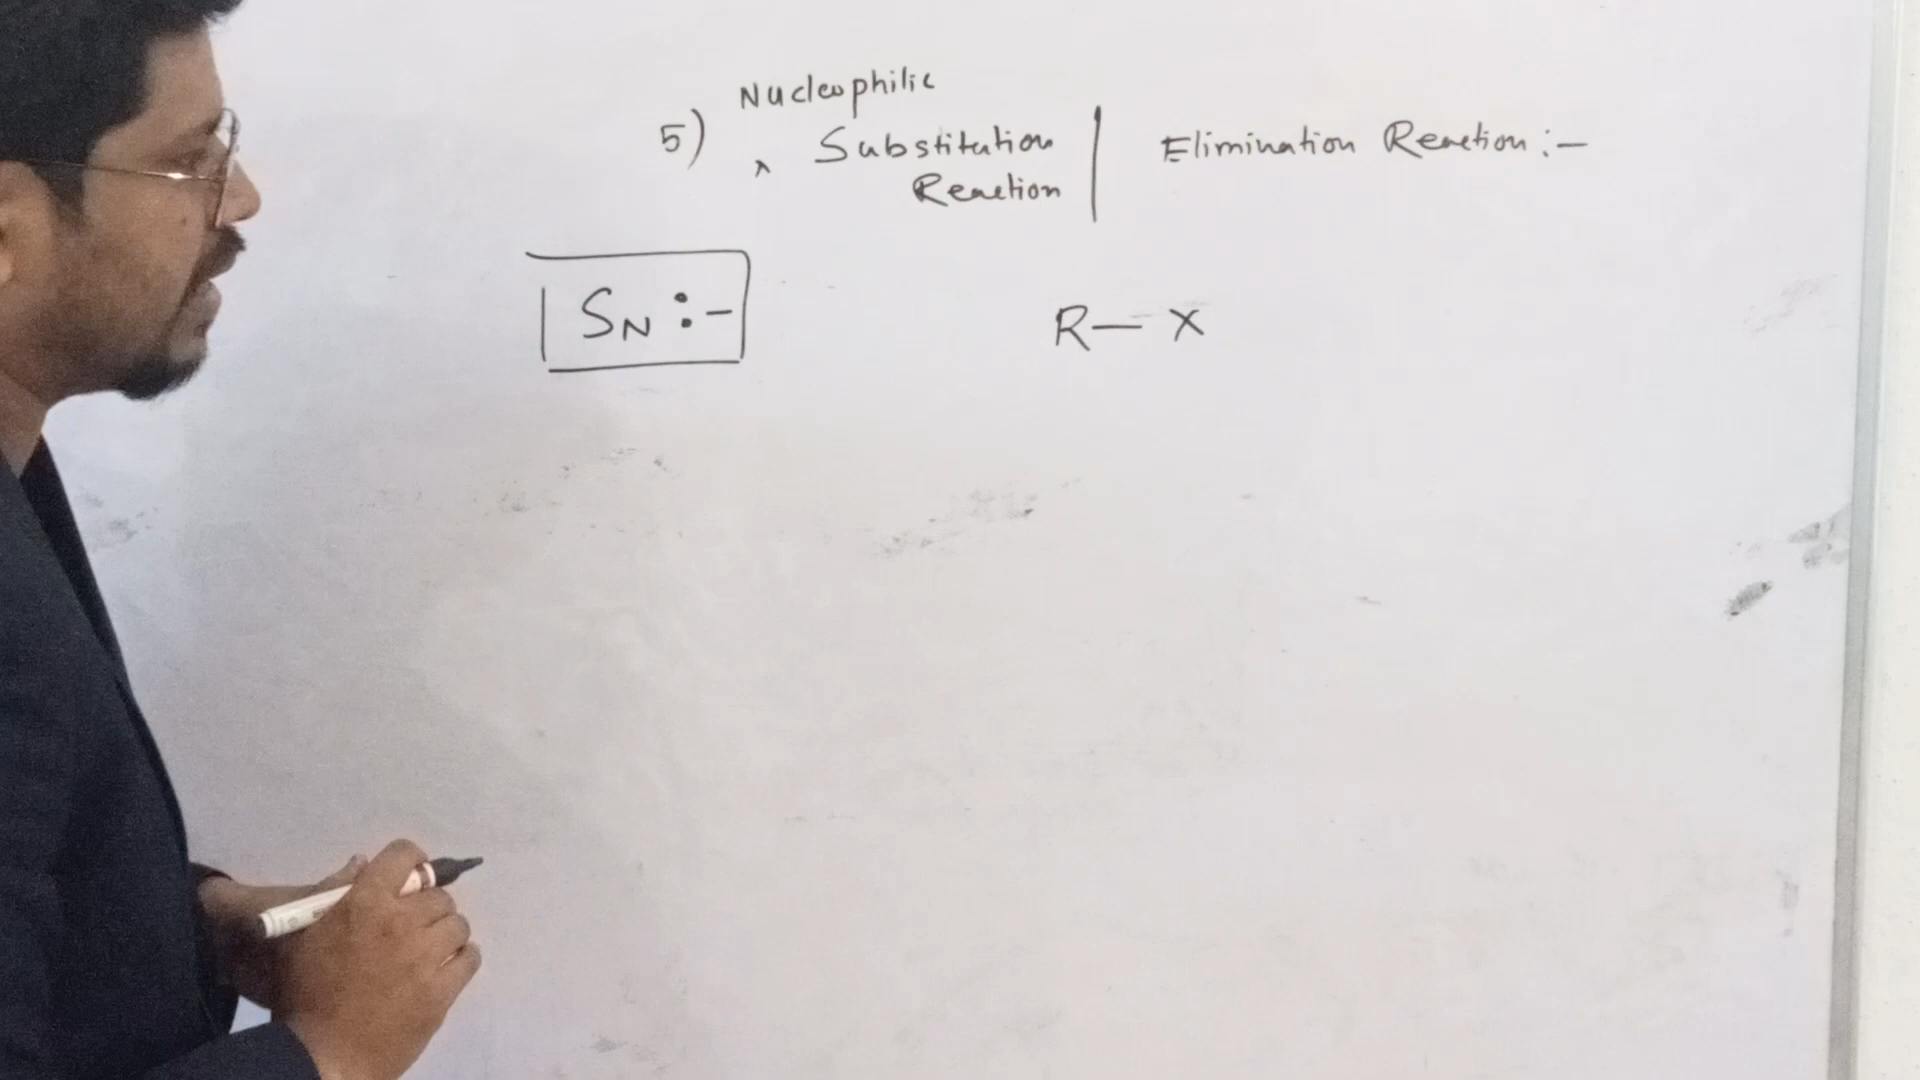 Nucleophilic
5) ^ Substitution | Elimination Reaction :-
Reaction
SN :-
R — X